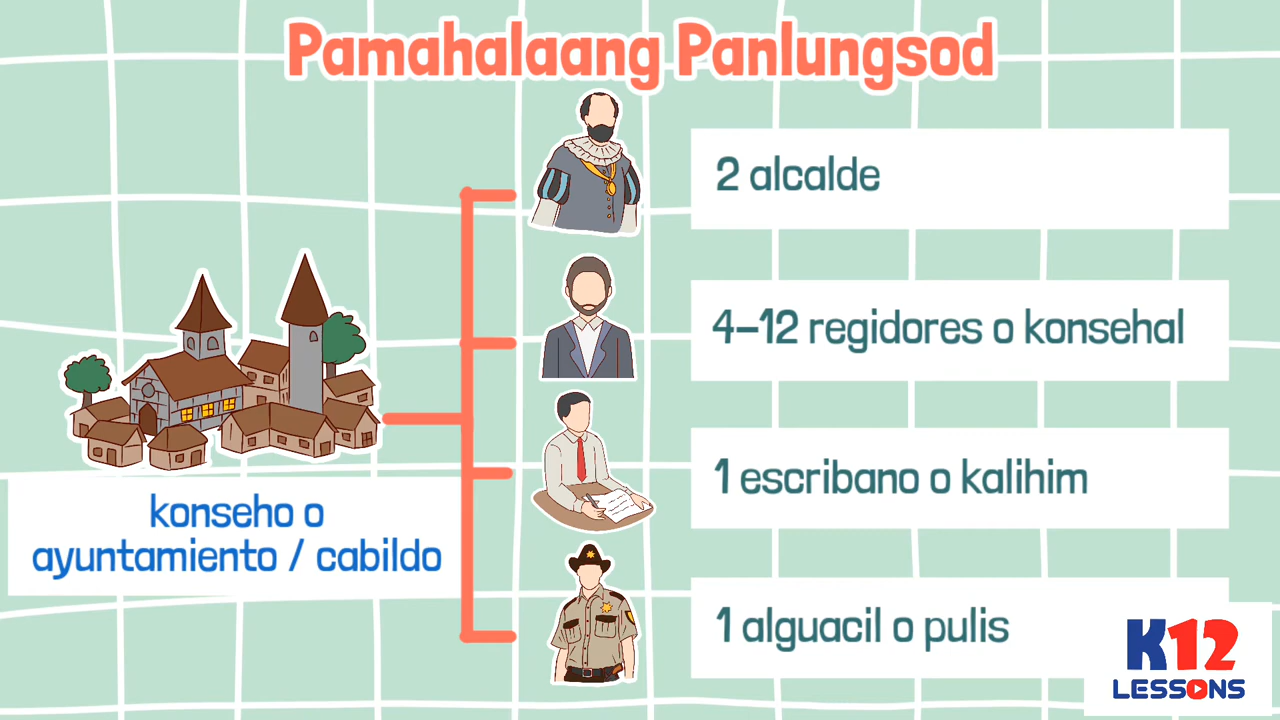 Pamahalaang Panlungsod
2 alcalde
4-12 regidores o konsehal
1 escribano o kalihim
1 alguacil o pulis
konseho o
ayuntamiento / cabildo
K12
LESSONS